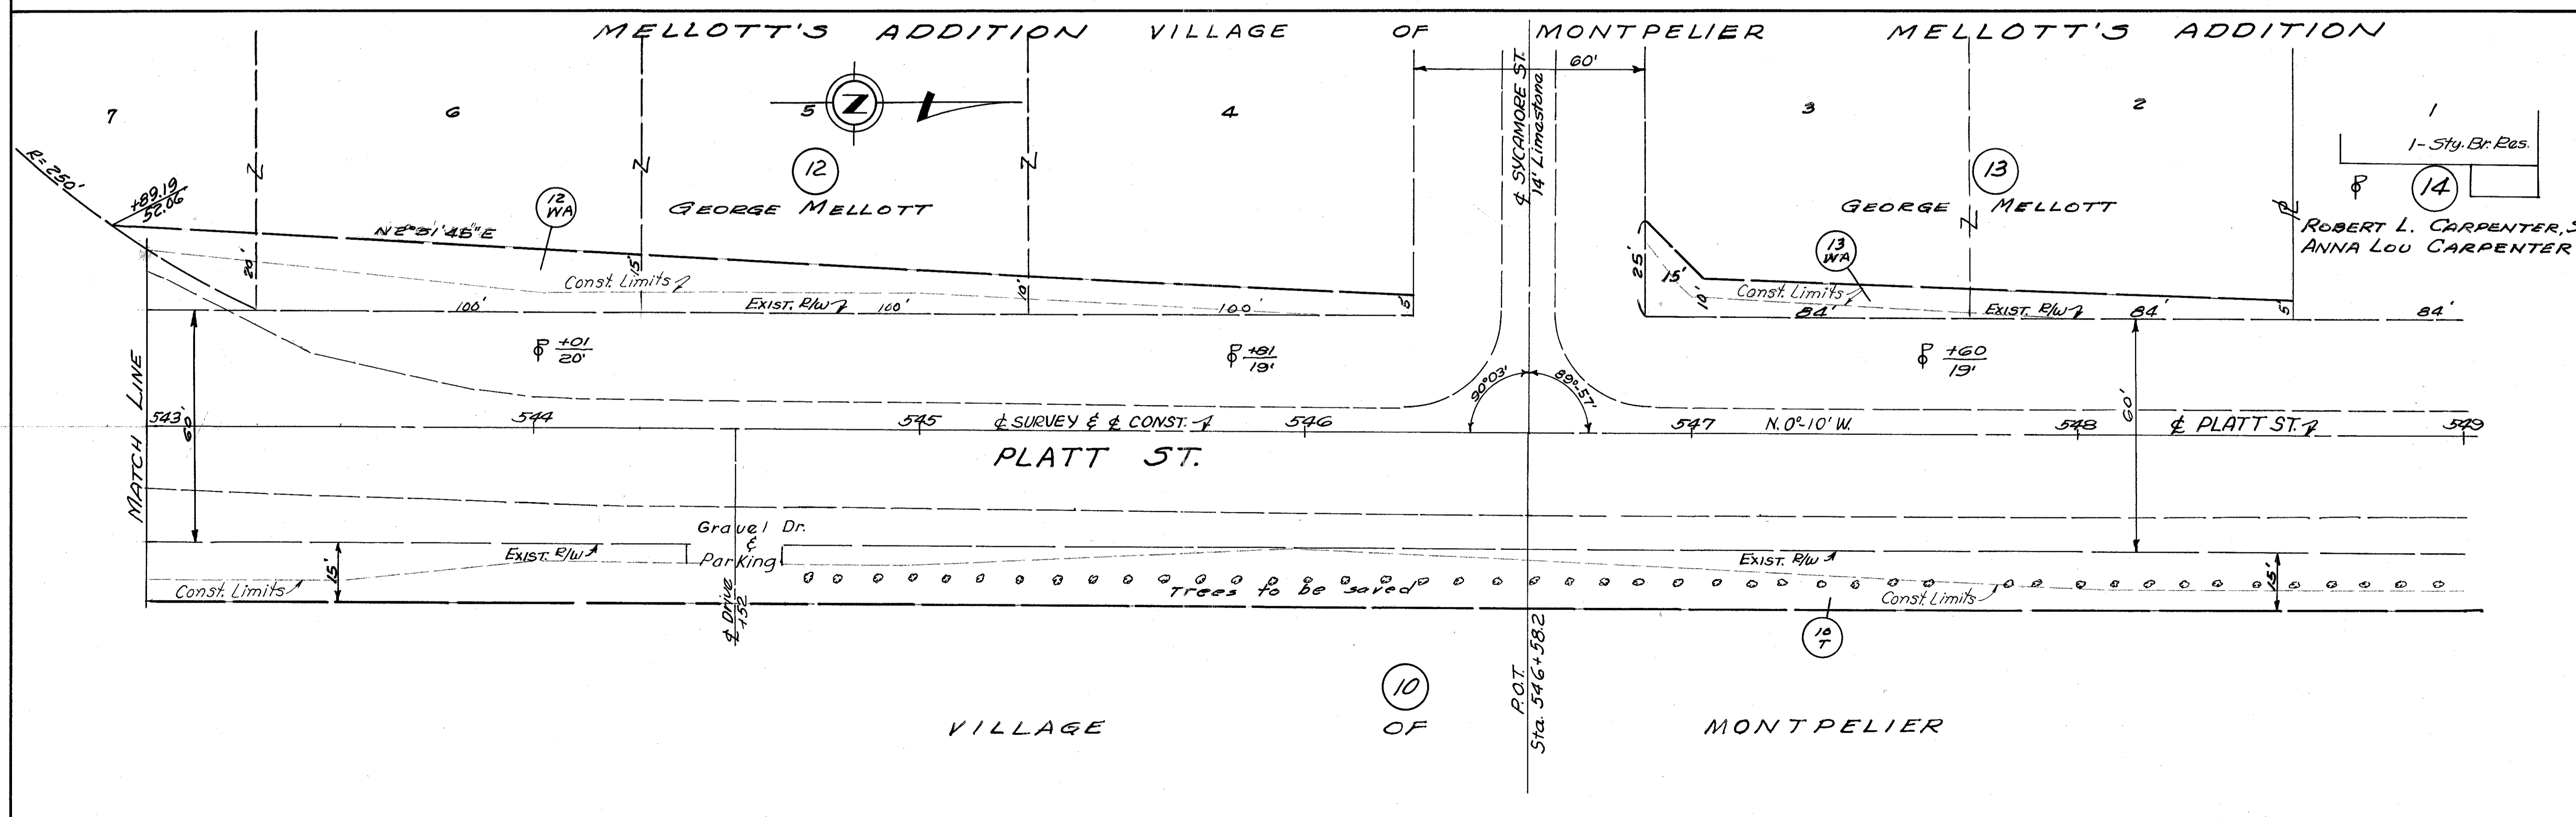 MELLOTT'S ADDITION VILLAGE OF MONTPELIER MELLOTT'S ADDITION
60'
7
6
5
4
3
2
1
N
℄ SYCAMORE ST.
14' Limestone
1-Sty. Br. Res.
R=250'
+89.19
52.06
12
WA
12
GEORGE MELLOTT
13
GEORGE MELLOTT
14
P
ROBERT L. CARPENTER, S
ANNA LOU CARPENTER
N 2°31'45" E
13
WA
20'
15'
10'
5'
25'
15'
10'
5'
Const. Limits
Const. Limits
100'
EXIST. R/W
100'
100'
84'
EXIST. R/W
84'
84'
+01
20'
+81
19'
+60
19'
90°03'
89°-57'
MATCH LINE
60'
60'
543
544
545
℄ SURVEY & ℄ CONST.
546
547
N. 0°-10' W.
548
℄ PLATT ST.
549
PLATT ST.
Gravel Dr.
&
Parking
EXIST. R/W
EXIST. R/W
15'
15'
Const. Limits
Trees to be saved
Const. Limits
℄ Drive
+52
10
T
P.O.T.
Sta. 546+58.2
10
VILLAGE OF MONTPELIER